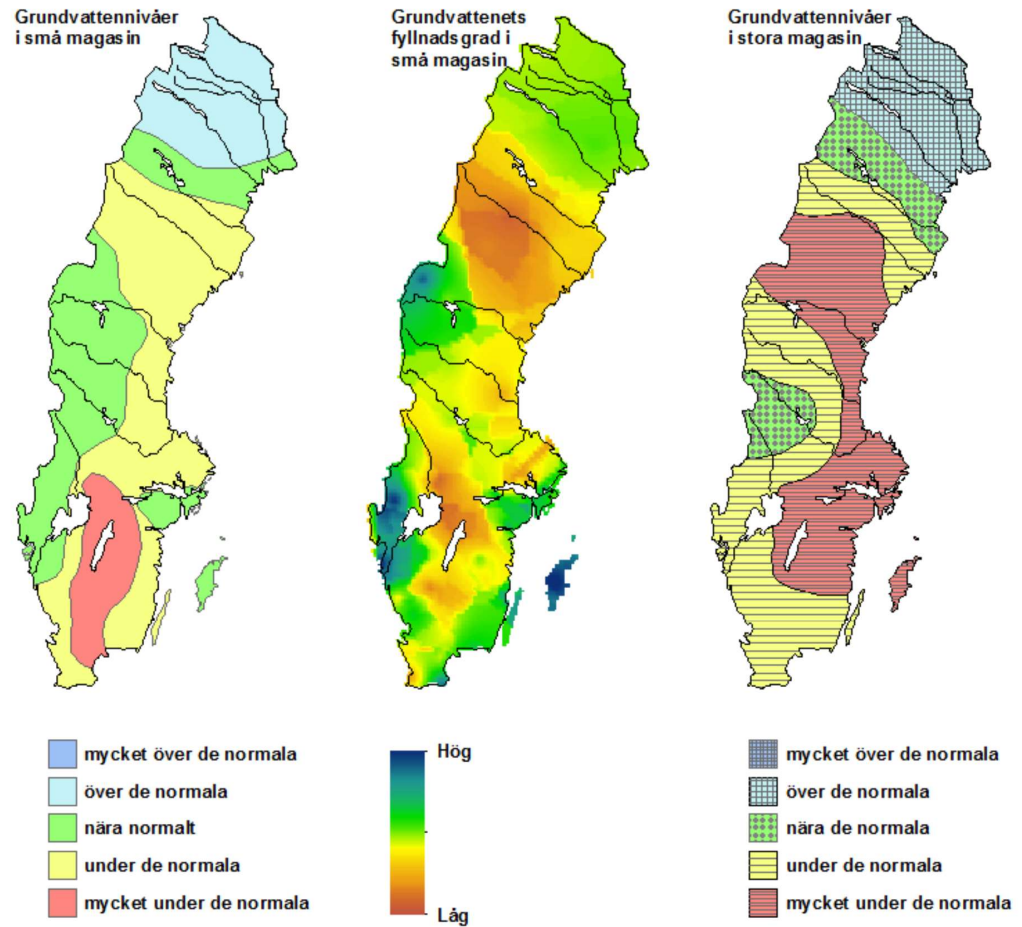 Grundvattennivåer
i små magasin
Grundvattenets
fyllnadsgrad i
små magasin
Grundvattennivåer
i stora magasin
mycket över de normala
över de normala
nära normalt
under de normala
mycket under de normala
Hög
Låg
mycket över de normala
över de normala
nära de normala
under de normala
mycket under de normala